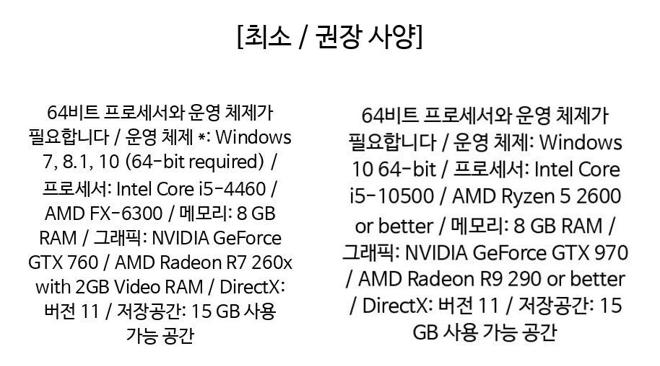 [최소 / 권장 사양]
64비트 프로세서와 운영 체제가
필요합니다 / 운영 체제 *: Windows
7, 8.1, 10 (64-bit required) /
프로세서: Intel Core i5-4460 /
AMD FX-6300 / 메모리: 8 GB
RAM / 그래픽: NVIDIA GeForce
GTX 760 / AMD Radeon R7 260x
with 2GB Video RAM / DirectX:
버전 11 / 저장공간: 15 GB 사용
가능 공간
64비트 프로세서와 운영 체제가
필요합니다 / 운영 체제: Windows
10 64-bit / 프로세서: Intel Core
i5-10500 / AMD Ryzen 5 2600
or better / 메모리: 8 GB RAM /
그래픽: NVIDIA GeForce GTX 970
/ AMD Radeon R9 290 or better
/ DirectX: 버전 11 / 저장공간: 15
GB 사용 가능 공간